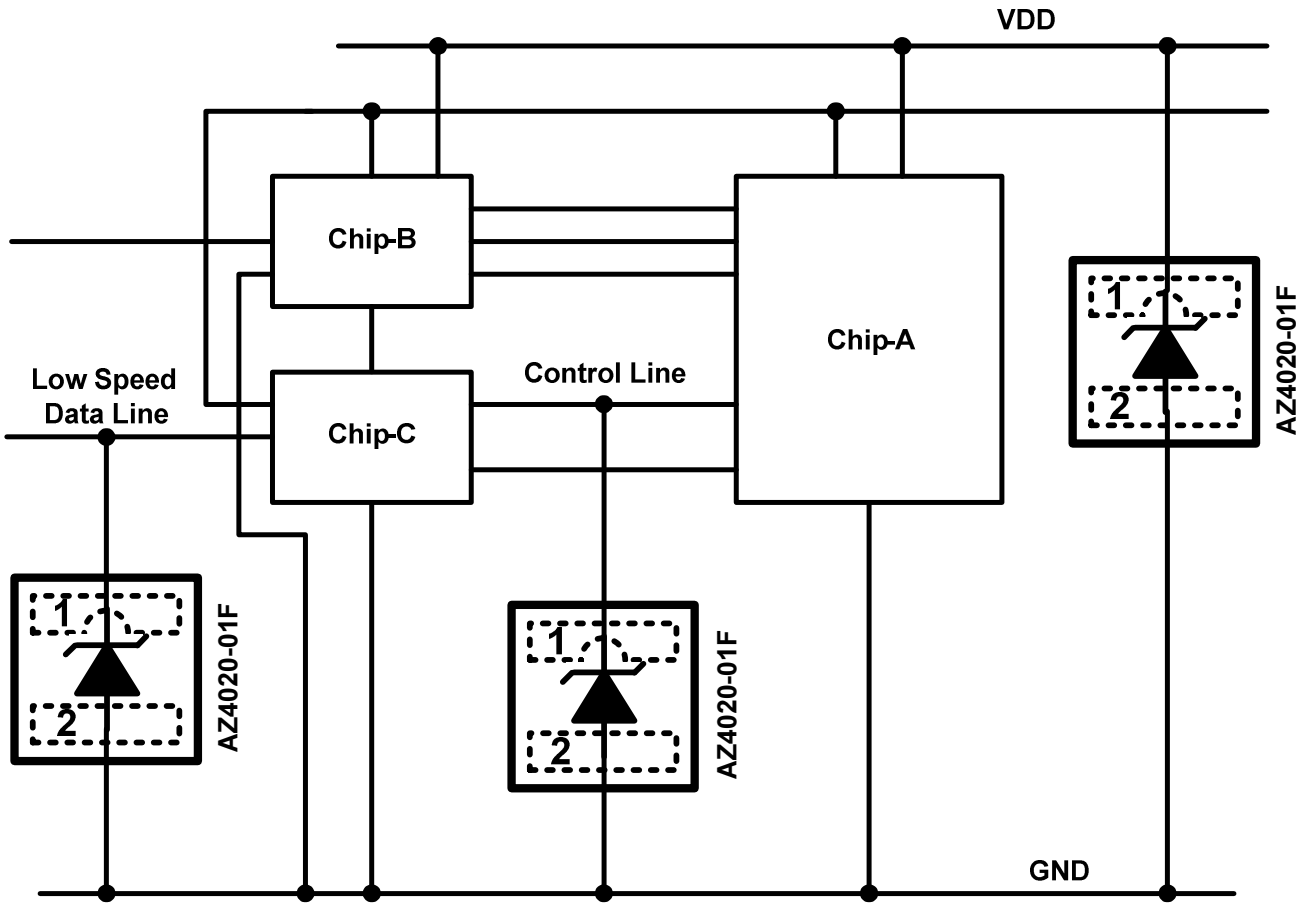 VDD
Chip-B
Chip-A
Low Speed
Data Line
Control Line
Chip-C
1
2
AZ4020-01F
1
2
AZ4020-01F
1
2
AZ4020-01F
GND